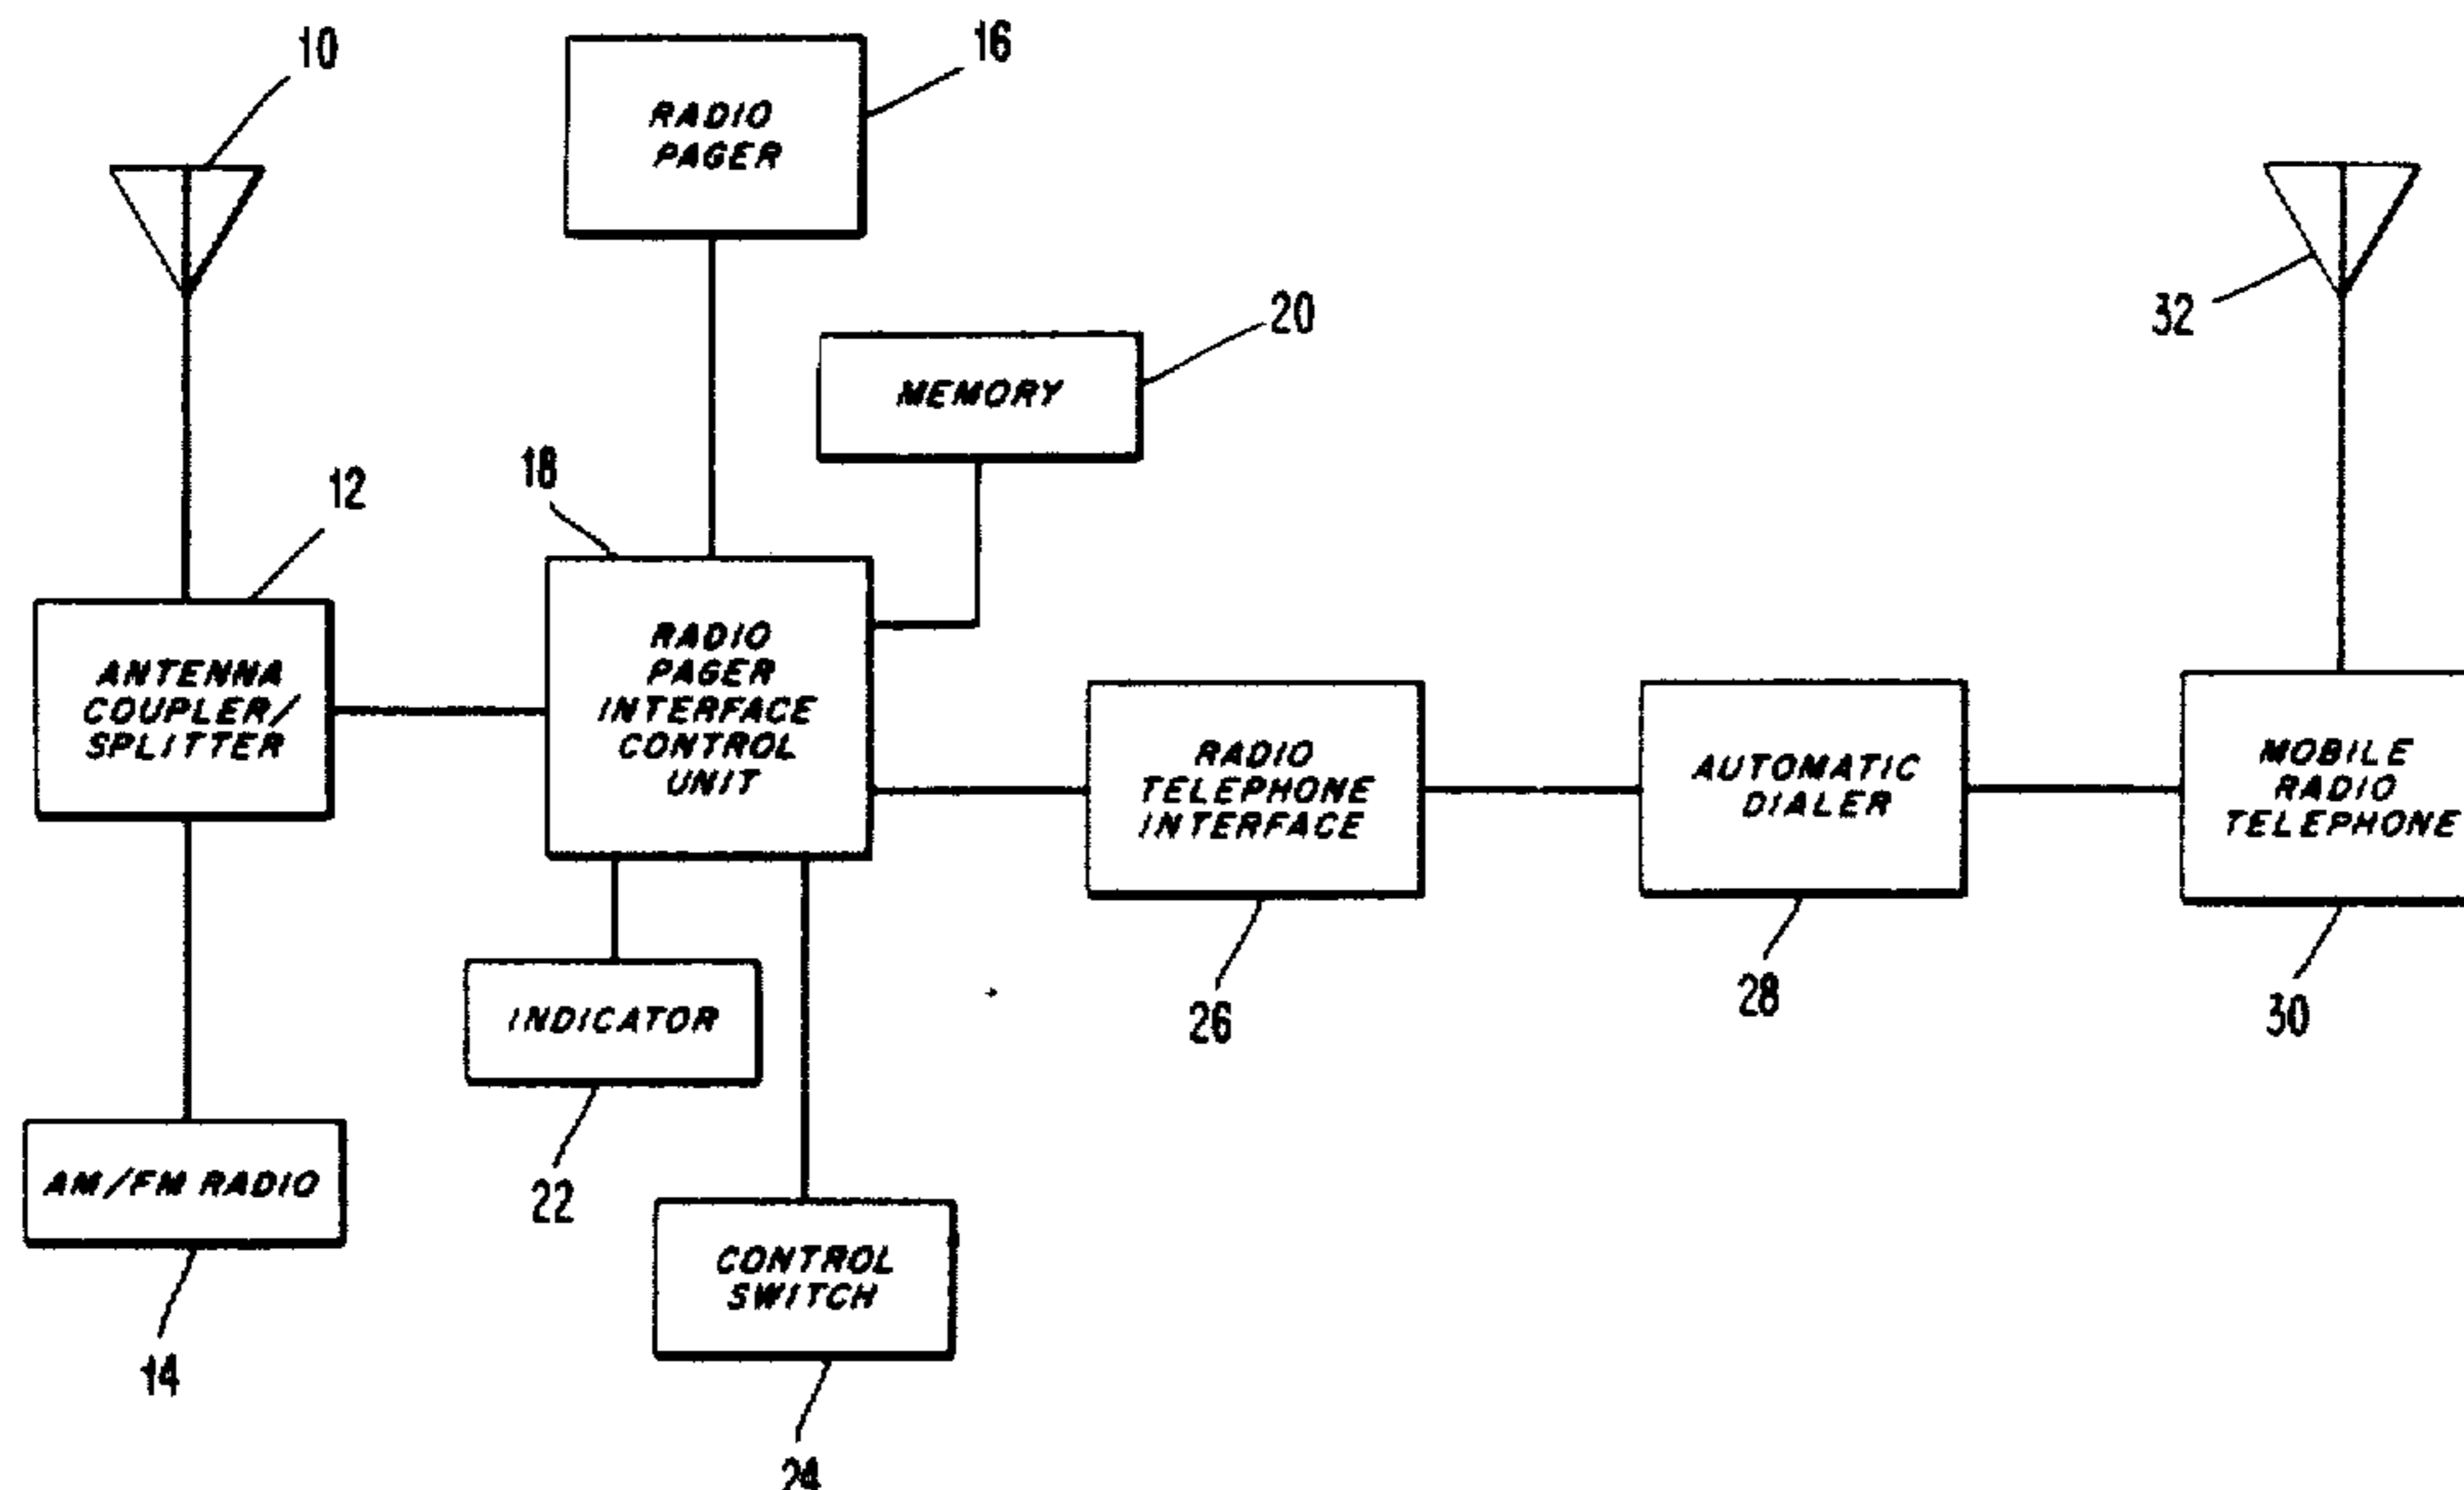 10
16
RADIO
PAGER
20
32
MEMORY
18
12
RADIO
PAGER
INTERFACE
CONTROL
UNIT
ANTENNA
COUPLER/
SPLITTER
RADIO
TELEPHONE
INTERFACE
AUTOMATIC
DIALER
MOBILE
RADIO
TELEPHONE
26
28
30
INDICATOR
22
AM/FM RADIO
14
CONTROL
SWITCH
24